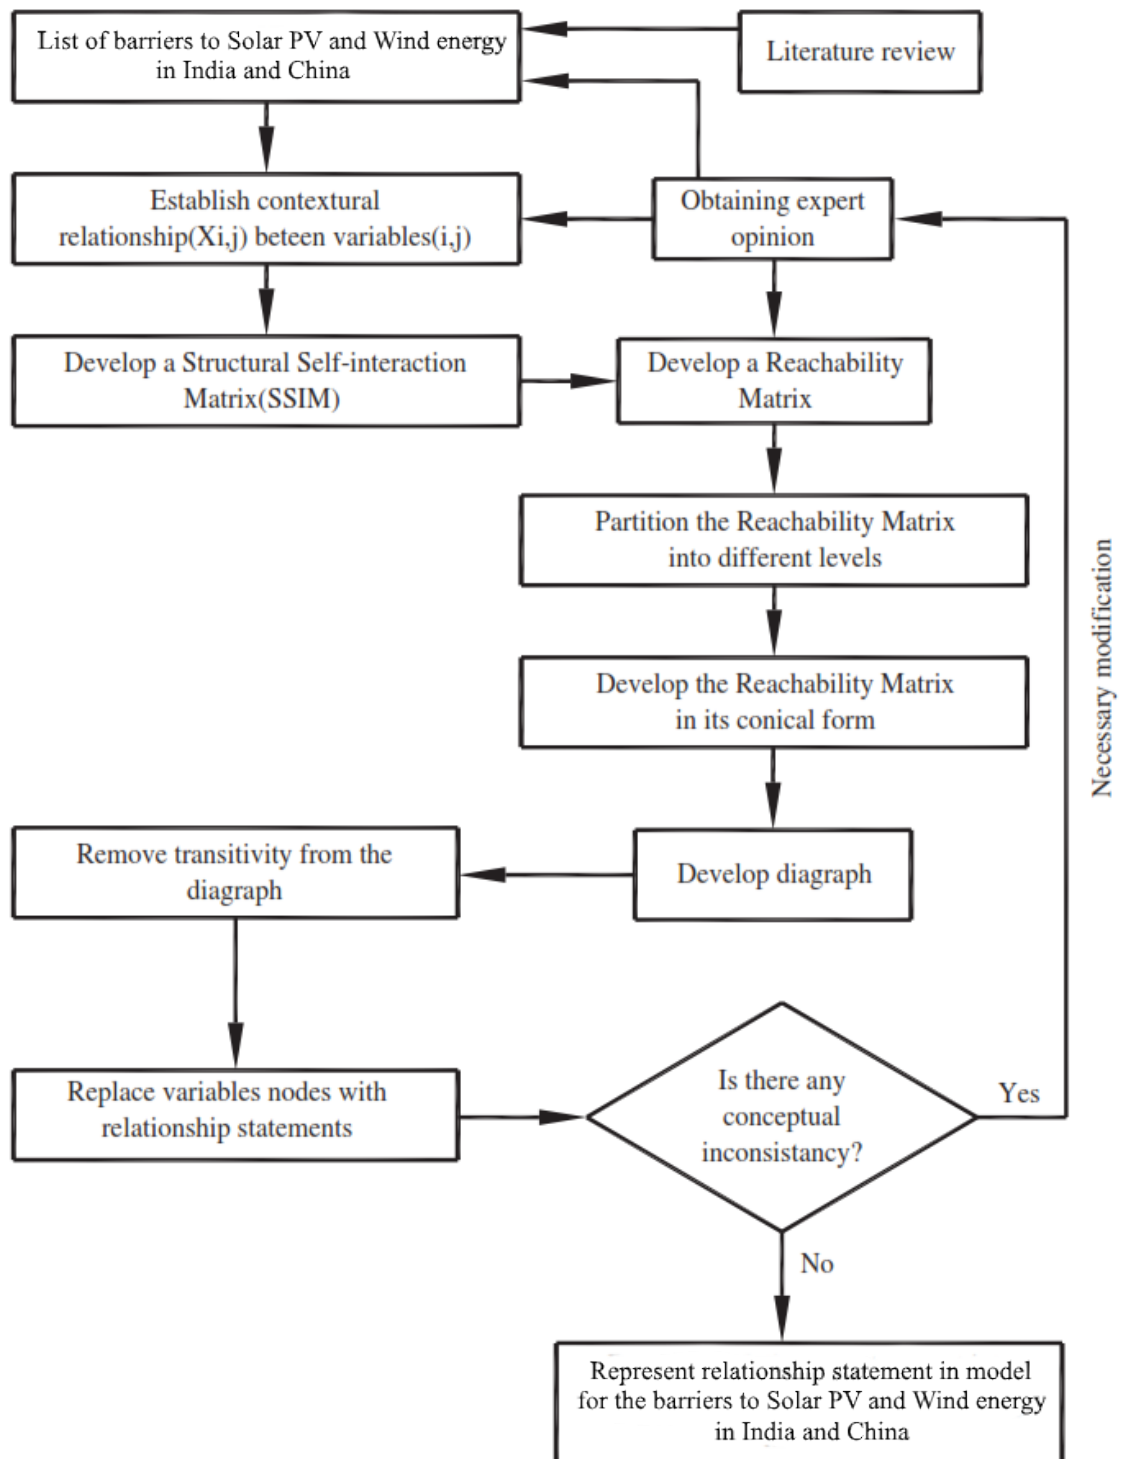 List of barriers to Solar PV and Wind energy
in India and China
Literature review
Establish contextural
relationship(Xi,j) beteen variables(i,j)
Obtaining expert
opinion
Develop a Structural Self-interaction
Matrix(SSIM)
Develop a Reachability
Matrix
Partition the Reachability Matrix
into different levels
Develop the Reachability Matrix
in its conical form
Necessary modification
Remove transitivity from the
diagraph
Develop diagraph
Replace variables nodes with
relationship statements
Is there any
conceptual
inconsistancy?
Yes
No
Represent relationship statement in model
for the barriers to Solar PV and Wind energy
in India and China